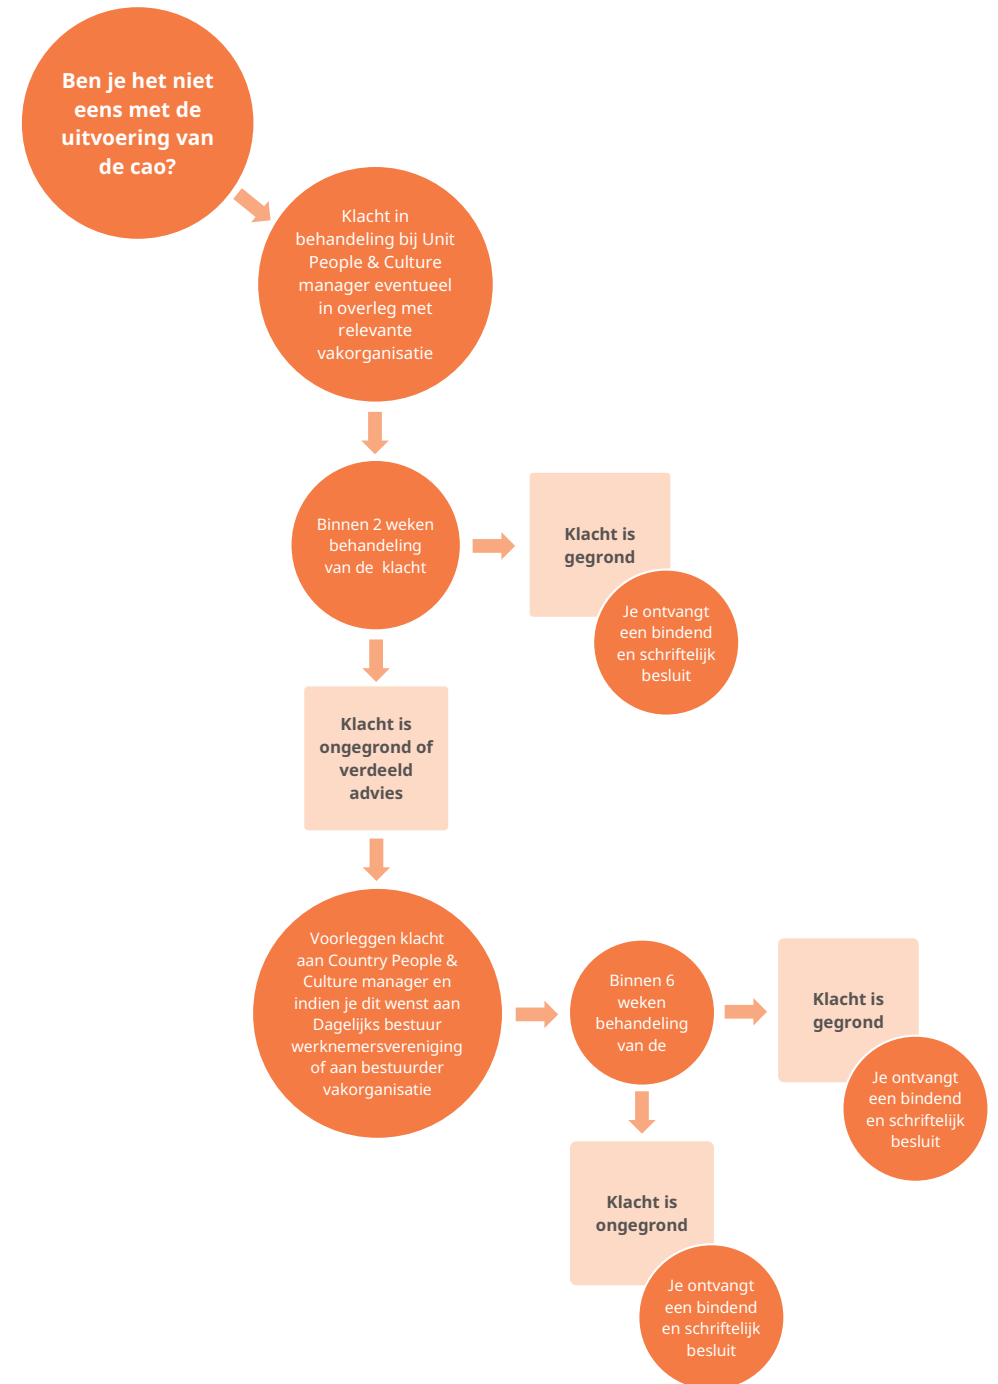 Ben je het niet
eens met de
uitvoering van
de cao?
Klacht in
behandeling bij Unit
People & Culture
manager eventueel
in overleg met
relevante
vakorganisatie
Binnen 2 weken
behandeling
van de  klacht
Klacht is
gegrond
Je ontvangt
een bindend
en schriftelijk
besluit
Klacht is
ongegrond of
verdeeld
advies
Voorleggen klacht
aan Country People &
Culture manager en
indien je dit wenst aan
Dagelijks bestuur
werknemersvereniging
of aan bestuurder
vakorganisatie
Binnen 6
weken
behandeling
van de
Klacht is
gegrond
Je ontvangt
een bindend
en schriftelijk
besluit
Klacht is
ongegrond
Je ontvangt
een bindend
en schriftelijk
besluit